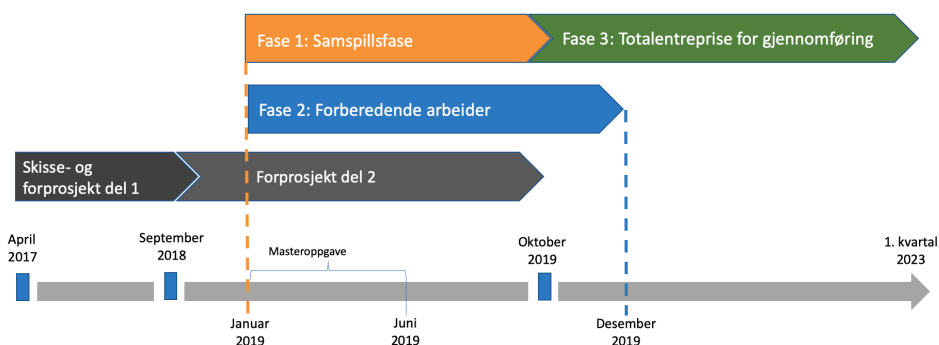 Fase 1: Samspillsfase
Fase 3: Totalentreprise for gjennomføring
Fase 2: Forberedende arbeider
Skisse- og
forprosjekt del 1
Forprosjekt del 2
April
2017
September
2018
Masteroppgave
Oktober
2019
1. kvartal
2023
Januar
2019
Juni
2019
Desember
2019